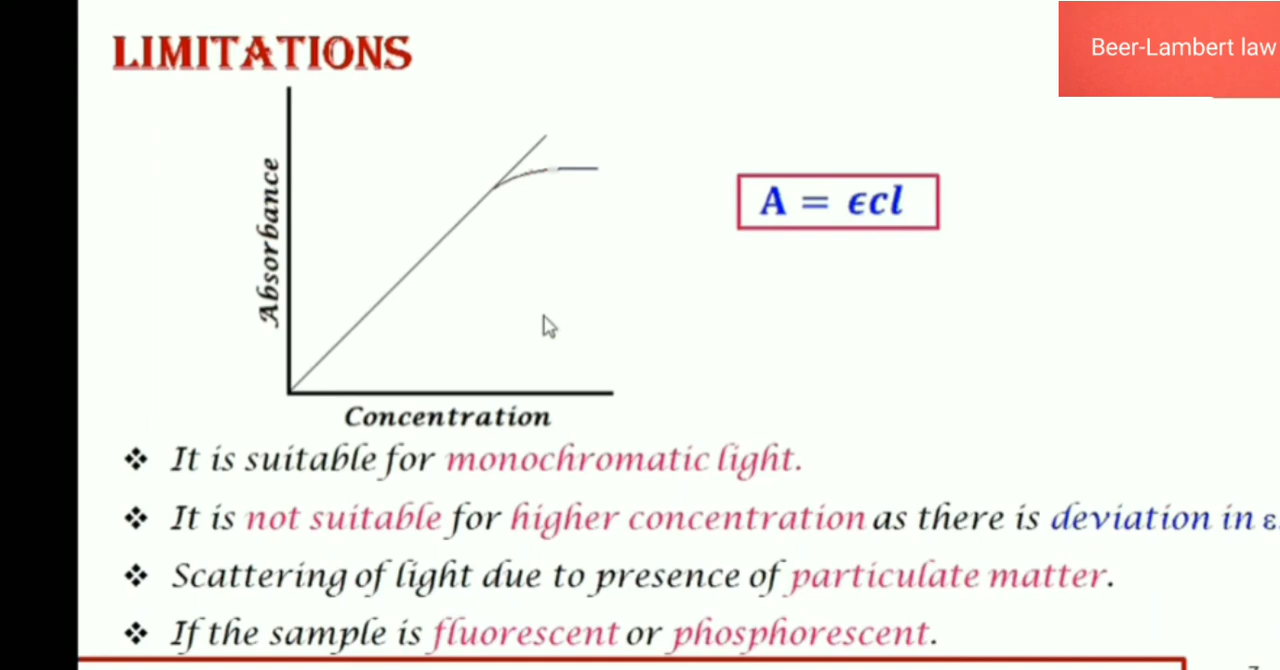 LIMITATIONS
Beer-Lambert law
Absorbance
A = ϵcl
Concentration
❖ It is suitable for monochromatic light.
❖ It is not suitable for higher concentration as there is deviation in ε.
❖ Scattering of light due to presence of particulate matter.
❖ If the sample is fluorescent or phosphorescent.